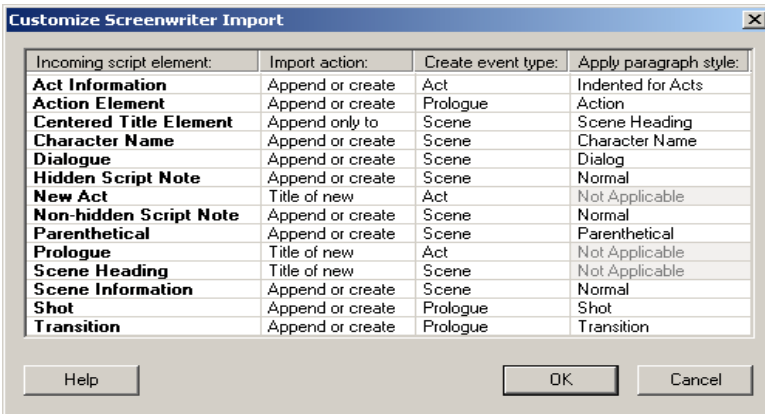 Customize Screenwriter Import
Incoming script element: Import action: Create event type: Apply paragraph style:
Act Information Append or create Act Indented for Acts
Action Element Append or create Prologue Action
Centered Title Element Append only to Scene Scene Heading
Character Name Append or create Scene Character Name
Dialogue Append or create Scene Dialog
Hidden Script Note Append or create Scene Normal
New Act Title of new Act Not Applicable
Non-hidden Script Note Append or create Scene Normal
Parenthetical Append or create Scene Parenthetical
Prologue Title of new Act Not Applicable
Scene Heading Title of new Scene Not Applicable
Scene Information Append or create Scene Normal
Shot Append or create Prologue Shot
Transition Append or create Prologue Transition
Help OK Cancel